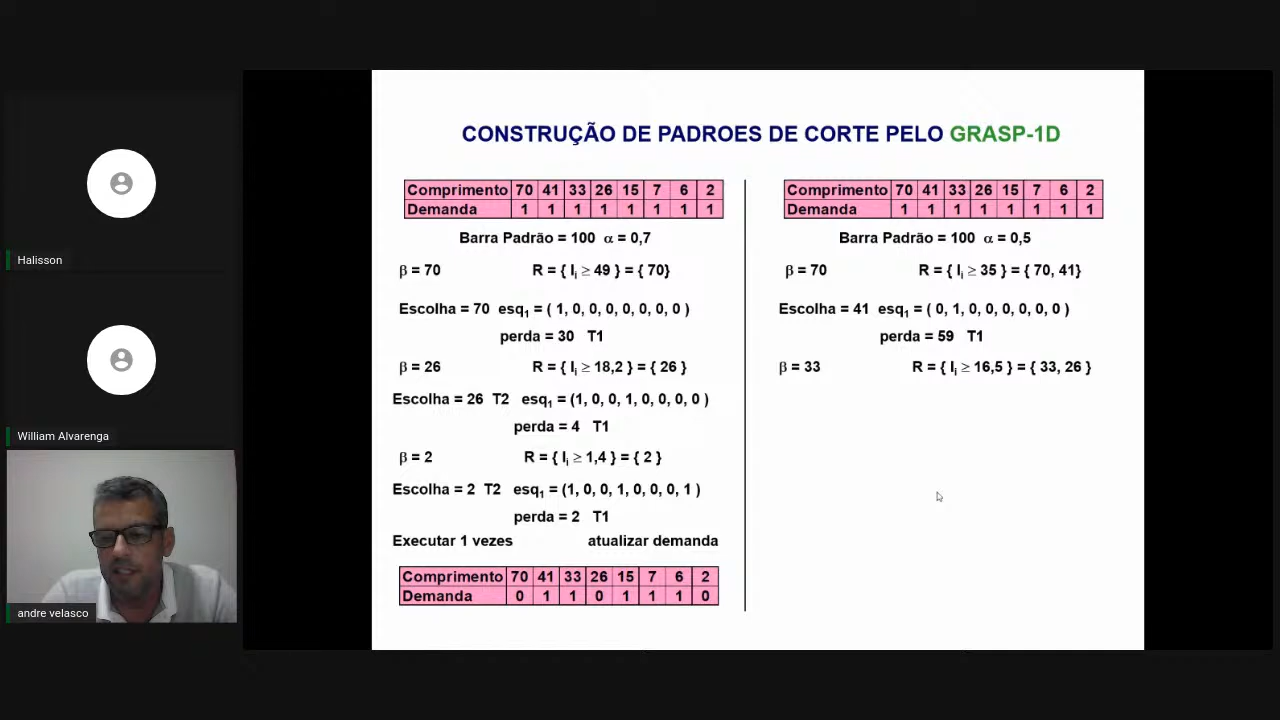 Halisson
William Alvarenga
andre velasco
CONSTRUÇÃO DE PADROES DE CORTE PELO GRASP-1D
Comprimento 70 41 33 26 15 7 6 2
Demanda 1 1 1 1 1 1 1 1
Barra Padrão = 100 α = 0,7
β = 70 R = { lᵢ ≥ 49 } = { 70}
Escolha = 70 esq₁ = ( 1, 0, 0, 0, 0, 0, 0, 0 )
perda = 30 T1
β = 26 R = { lᵢ ≥ 18,2 } = { 26 }
Escolha = 26 T2 esq₁ = (1, 0, 0, 1, 0, 0, 0, 0 )
perda = 4 T1
β = 2 R = { lᵢ ≥ 1,4 } = { 2 }
Escolha = 2 T2 esq₁ = (1, 0, 0, 1, 0, 0, 0, 1 )
perda = 2 T1
Executar 1 vezes atualizar demanda
Comprimento 70 41 33 26 15 7 6 2
Demanda 0 1 1 0 1 1 1 0
Comprimento 70 41 33 26 15 7 6 2
Demanda 1 1 1 1 1 1 1 1
Barra Padrão = 100 α = 0,5
β = 70 R = { lᵢ ≥ 35 } = { 70, 41}
Escolha = 41 esq₁ = ( 0, 1, 0, 0, 0, 0, 0, 0 )
perda = 59 T1
β = 33 R = { lᵢ ≥ 16,5 } = { 33, 26 }